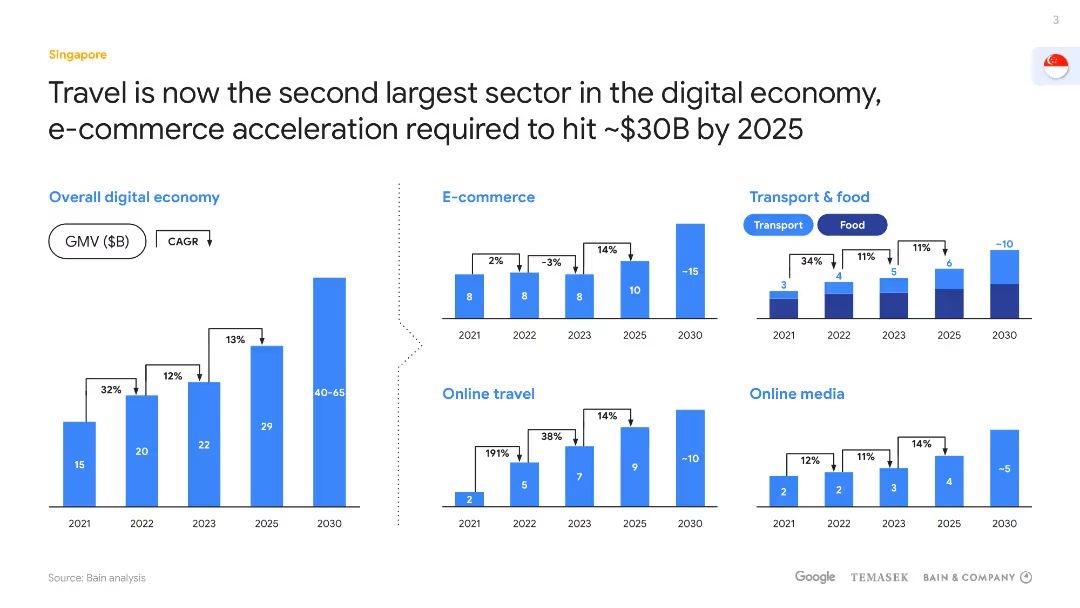 3
Singapore
Travel is now the second largest sector in the digital economy,
e-commerce acceleration required to hit ~$30B by 2025
Overall digital economy
GMV ($B)
CAGR
32%
12%
13%
15
20
22
29
40-65
2021 2022 2023 2025 2030
E-commerce
2%
-3%
14%
8
8
8
10
~15
2021 2022 2023 2025 2030
Transport & food
Transport Food
34%
11%
11%
3
4
5
6
~10
2021 2022 2023 2025 2030
Online travel
191%
38%
14%
2
5
7
9
~10
2021 2022 2023 2025 2030
Online media
12%
11%
14%
2
2
3
4
~5
2021 2022 2023 2025 2030
Source: Bain analysis
Google TEMASEK BAIN & COMPANY